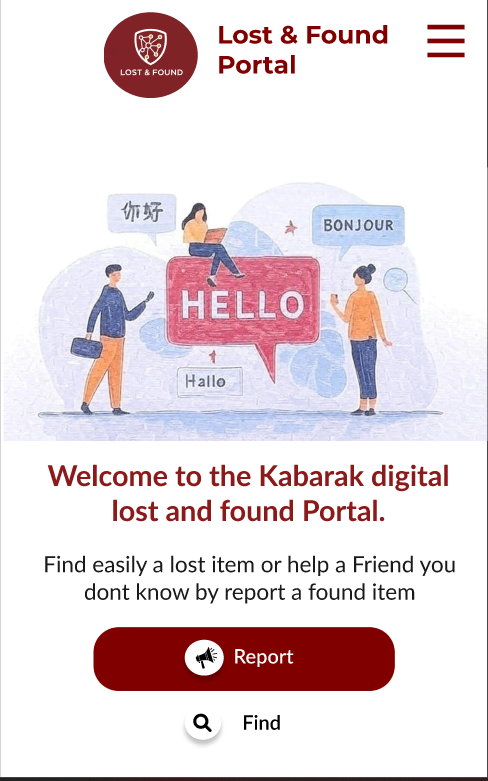 LOST & FOUND
Lost & Found
Portal
你好
BONJOUR
HELLO
Hallo
Welcome to the Kabarak digital
lost and found Portal.
Find easily a lost item or help a Friend you
dont know by report a found item
Report
Find